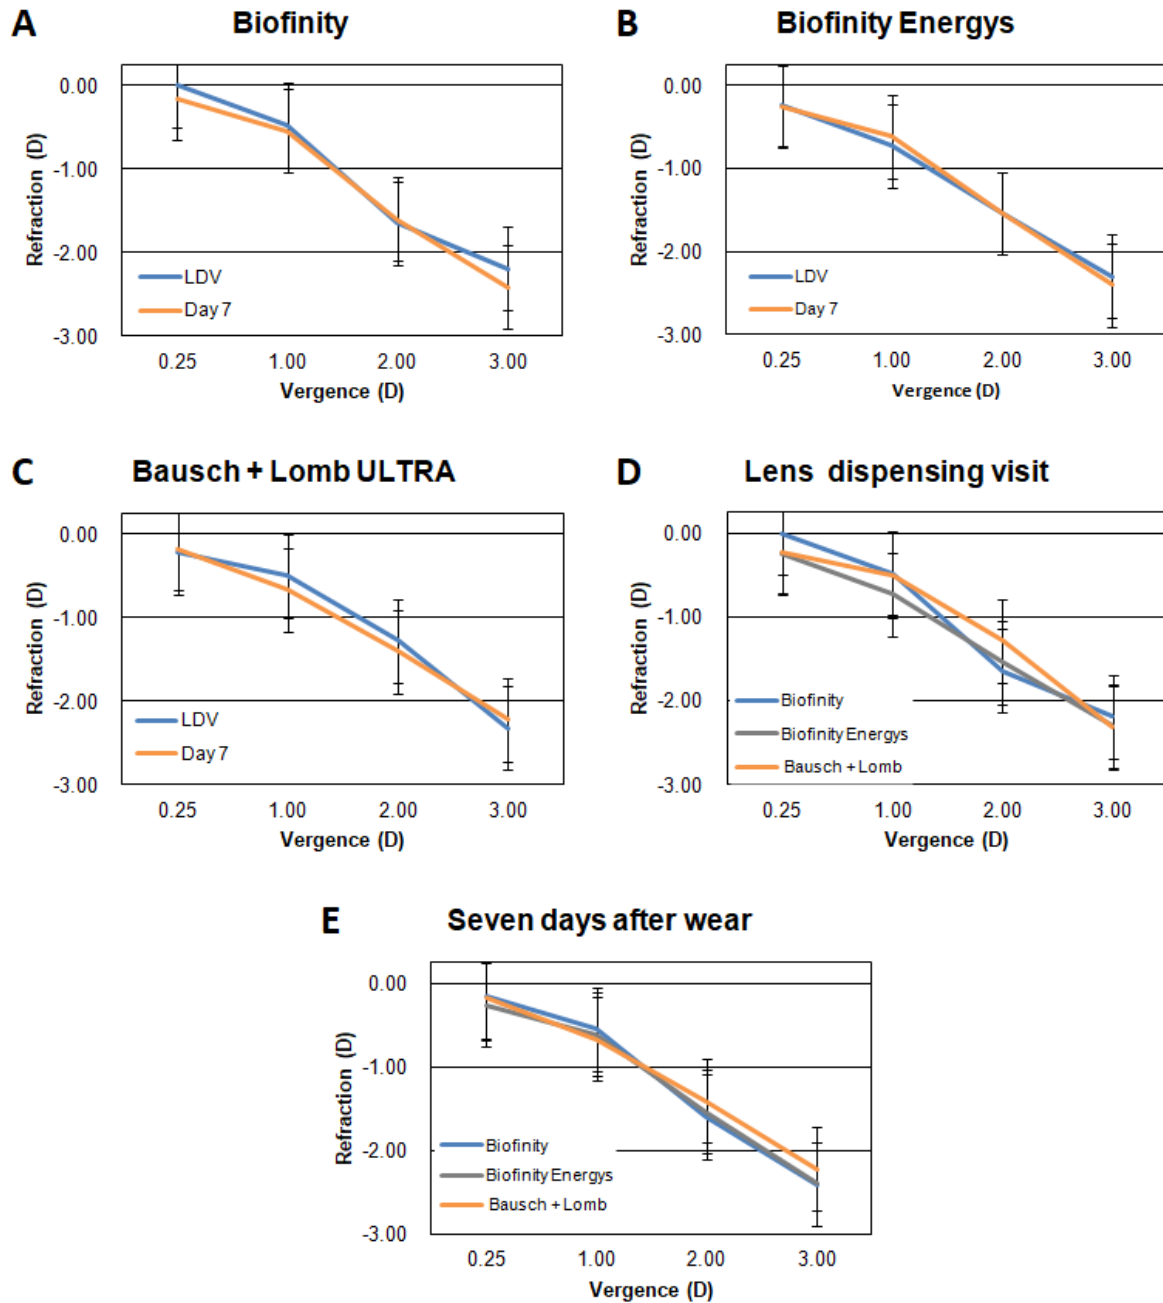 A
Biofinity
0.00
-1.00
-2.00
-3.00
Refraction (D)
LDV
Day 7
0.25 1.00 2.00 3.00
Vergence (D)
B
Biofinity Energys
0.00
-1.00
-2.00
-3.00
Refraction (D)
LDV
Day 7
0.25 1.00 2.00 3.00
Vergence (D)
C
Bausch + Lomb ULTRA
0.00
-1.00
-2.00
-3.00
Refraction (D)
LDV
Day 7
0.25 1.00 2.00 3.00
Vergence (D)
D
Lens dispensing visit
0.00
-1.00
-2.00
-3.00
Refraction (D)
Biofinity
Biofinity Energys
Bausch + Lomb
0.25 1.00 2.00 3.00
Vergence (D)
E
Seven days after wear
0.00
-1.00
-2.00
-3.00
Refraction (D)
Biofinity
Biofinity Energys
Bausch + Lomb
0.25 1.00 2.00 3.00
Vergence (D)